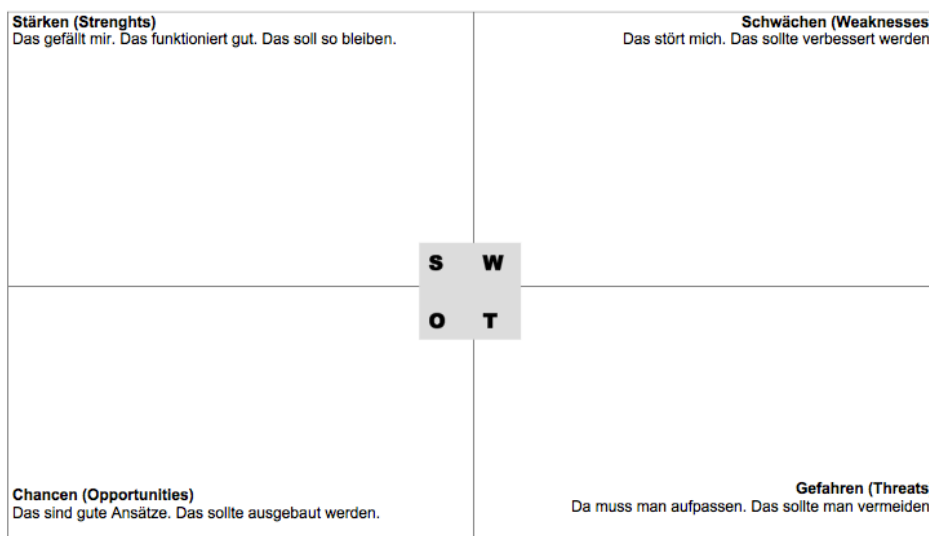 Stärken (Strenghts)
Das gefällt mir. Das funktioniert gut. Das soll so bleiben.
Schwächen (Weaknesses
Das stört mich. Das sollte verbessert werden
S W
O T
Chancen (Opportunities)
Das sind gute Ansätze. Das sollte ausgebaut werden.
Gefahren (Threats
Da muss man aufpassen. Das sollte man vermeiden